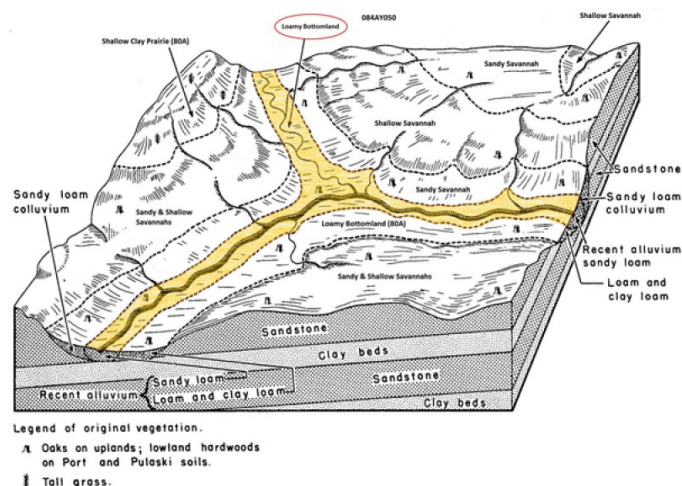 084AY050
Loamy Bottomland
Shallow Savannah
Shallow Clay Prairie (80A)
Sandy Savannah
Shallow Savannah
Sandstone
Sandy loam
colluvium
Sandy Savannah
Sandy loam
colluvium
Sandy & Shallow
Savannahs
Loamy Bottomland (80A)
Recent alluvium
sandy loam
Sandy & Shallow Savannahs
Loam and
clay loam
Sandstone
Clay beds
Sandstone
Recent alluvium
Sandy loam
Loam and clay loam
Clay beds
Legend of original vegetation.
Oaks on uplands; lowland hardwoods
on Port and Pulaski soils.
Tall grass.